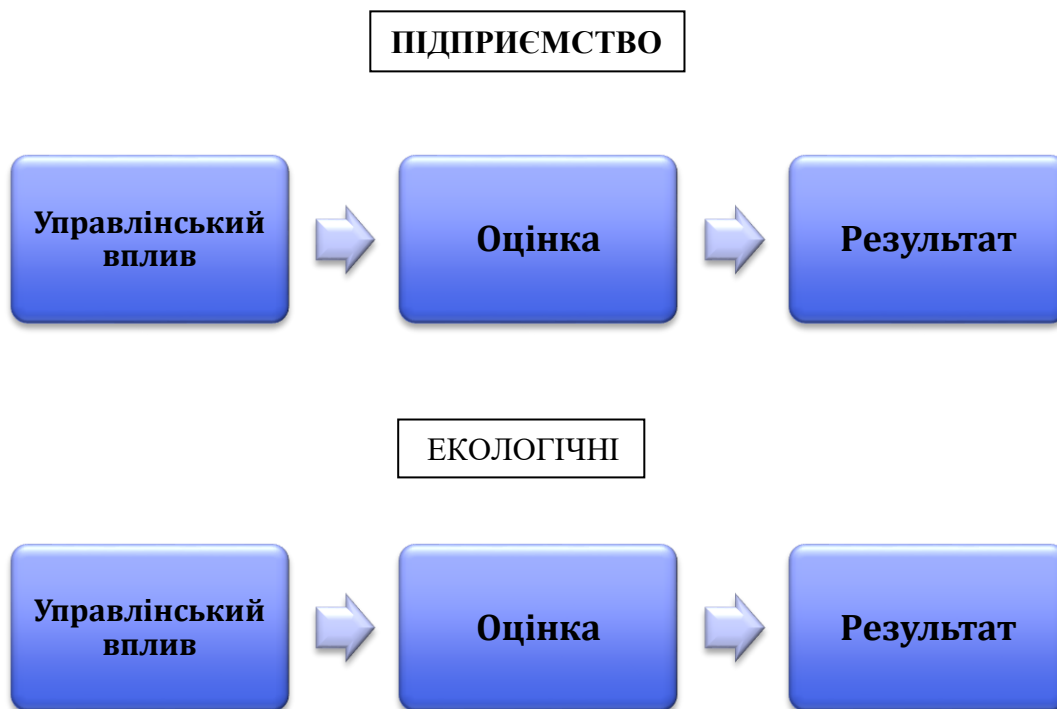 ПІДПРИЄМСТВО
Управлінський
вплив
Оцінка
Результат
ЕКОЛОГІЧНІ
Управлінський
вплив
Оцінка
Результат